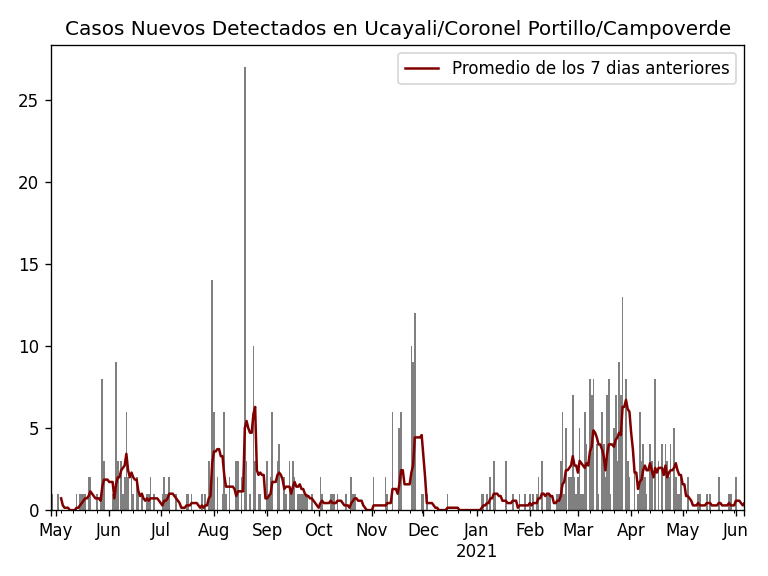 Casos Nuevos Detectados en Ucayali/Coronel Portillo/Campoverde
Promedio de los 7 dias anteriores
25
20
15
10
5
0
May Jun Jul Aug Sep Oct Nov Dec Jan Feb Mar Apr May Jun
2021